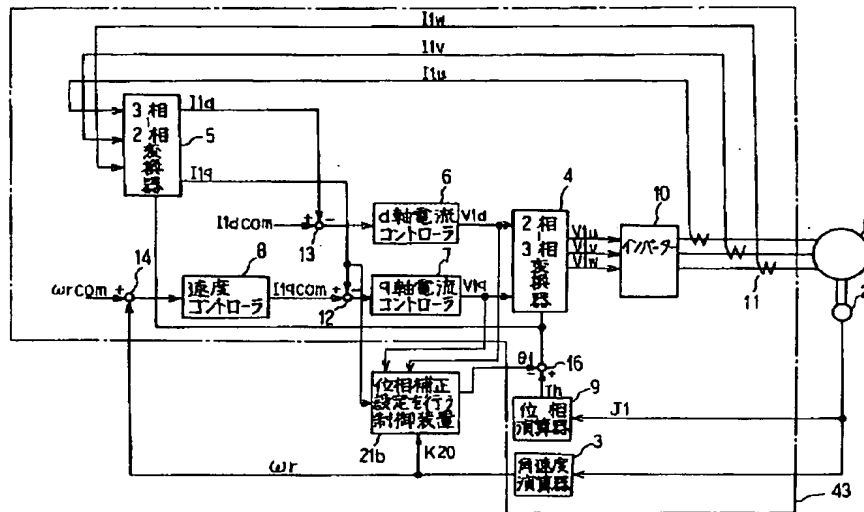 I1w
I1v
I1u
3相
-
2相
変換器
5
I1d
I1q
I1dcom
+
-
13
6
d軸電流
コントローラ
V1d
4
2相
-
3相
変換器
V1u
V1v
V1w
10
インバーター
11
2
14
ωrcom
+
-
8
速度
コントローラ
I1qcom
+
-
12
7
q軸電流
コントローラ
V1q
位相補正
設定を行う
制御装置
21b
K20
θi
-
+
16
Th
9
位相
演算器
J1
3
角速度
演算器
ωr
43